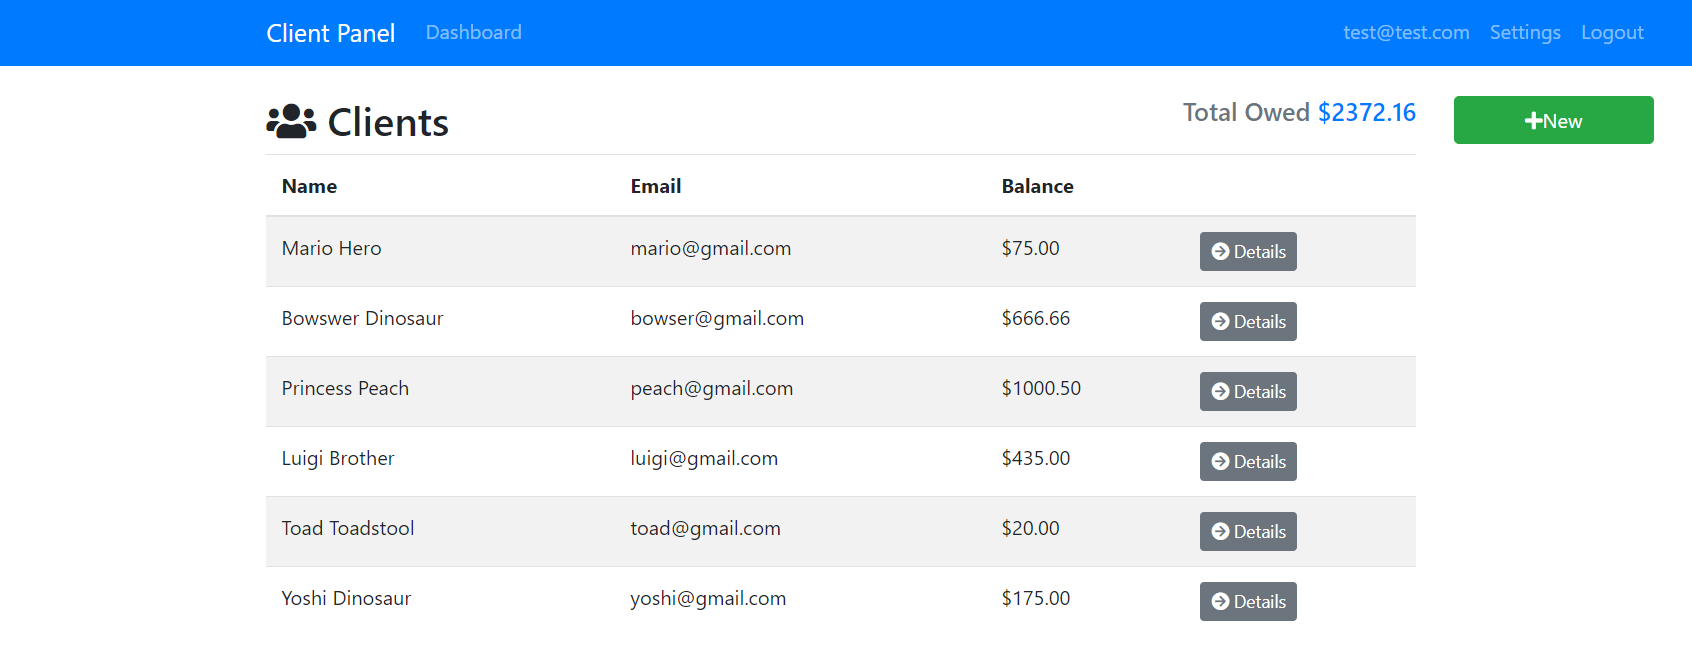 Client Panel Dashboard test@test.com Settings Logout
Clients Total Owed $2372.16 New
Name Email Balance
Mario Hero mario@gmail.com $75.00 Details
Bowswer Dinosaur bowser@gmail.com $666.66 Details
Princess Peach peach@gmail.com $1000.50 Details
Luigi Brother luigi@gmail.com $435.00 Details
Toad Toadstool toad@gmail.com $20.00 Details
Yoshi Dinosaur yoshi@gmail.com $175.00 Details